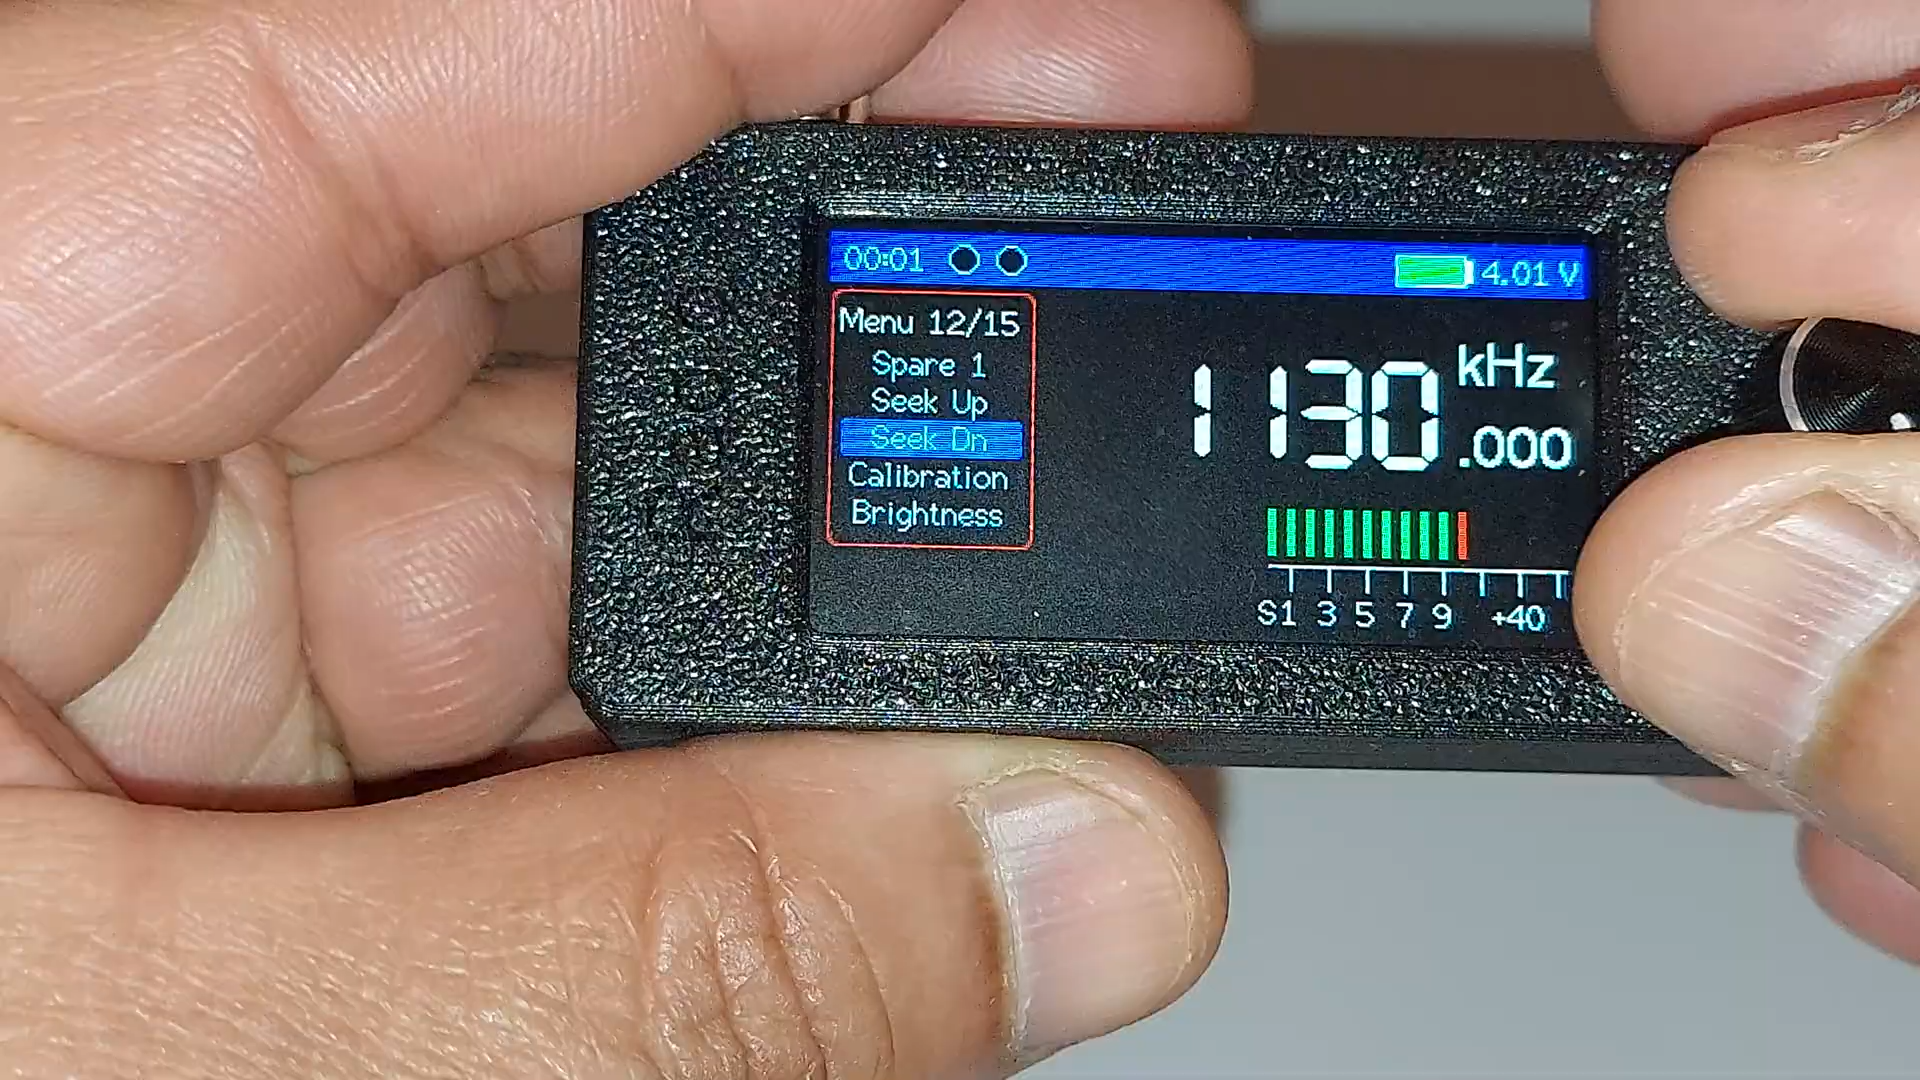 00:01
4.01 V
Menu 12/15
Spare 1
Seek Up
Seek Dn
Calibration
Brightness
1130.000 kHz
S1 3 5 7 9 +40